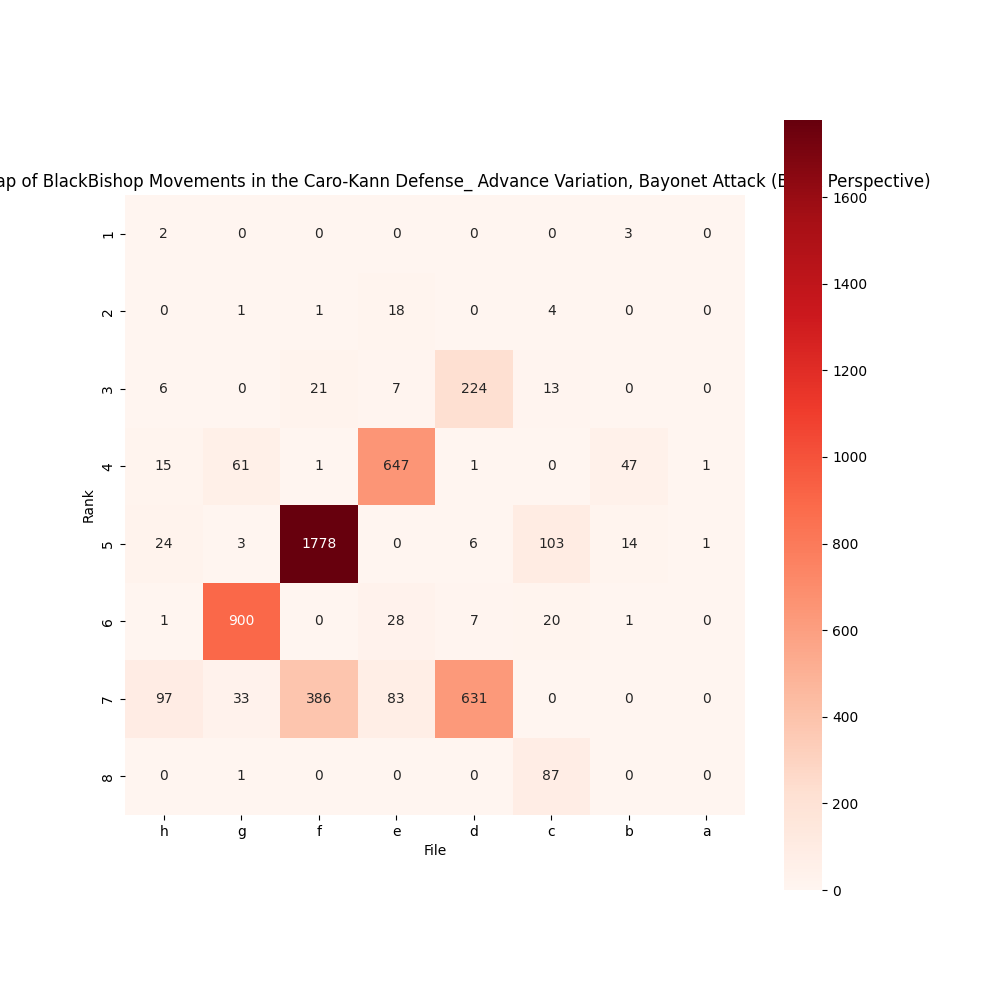 ap of BlackBishop Movements in the Caro-Kann Defense_ Advance Variation, Bayonet Attack ( Perspective)
1 2 0 0 0 0 0 3 0
2 0 1 1 18 0 4 0 0
3 6 0 21 7 224 13 0 0
4 15 61 1 647 1 0 47 1
5 24 3 1778 0 6 103 14 1
6 1 900 0 28 7 20 1 0
7 97 33 386 83 631 0 0 0
8 0 1 0 0 0 87 0 0
h g f e d c b a
File
Rank
1600
1400
1200
1000
800
600
400
200
0